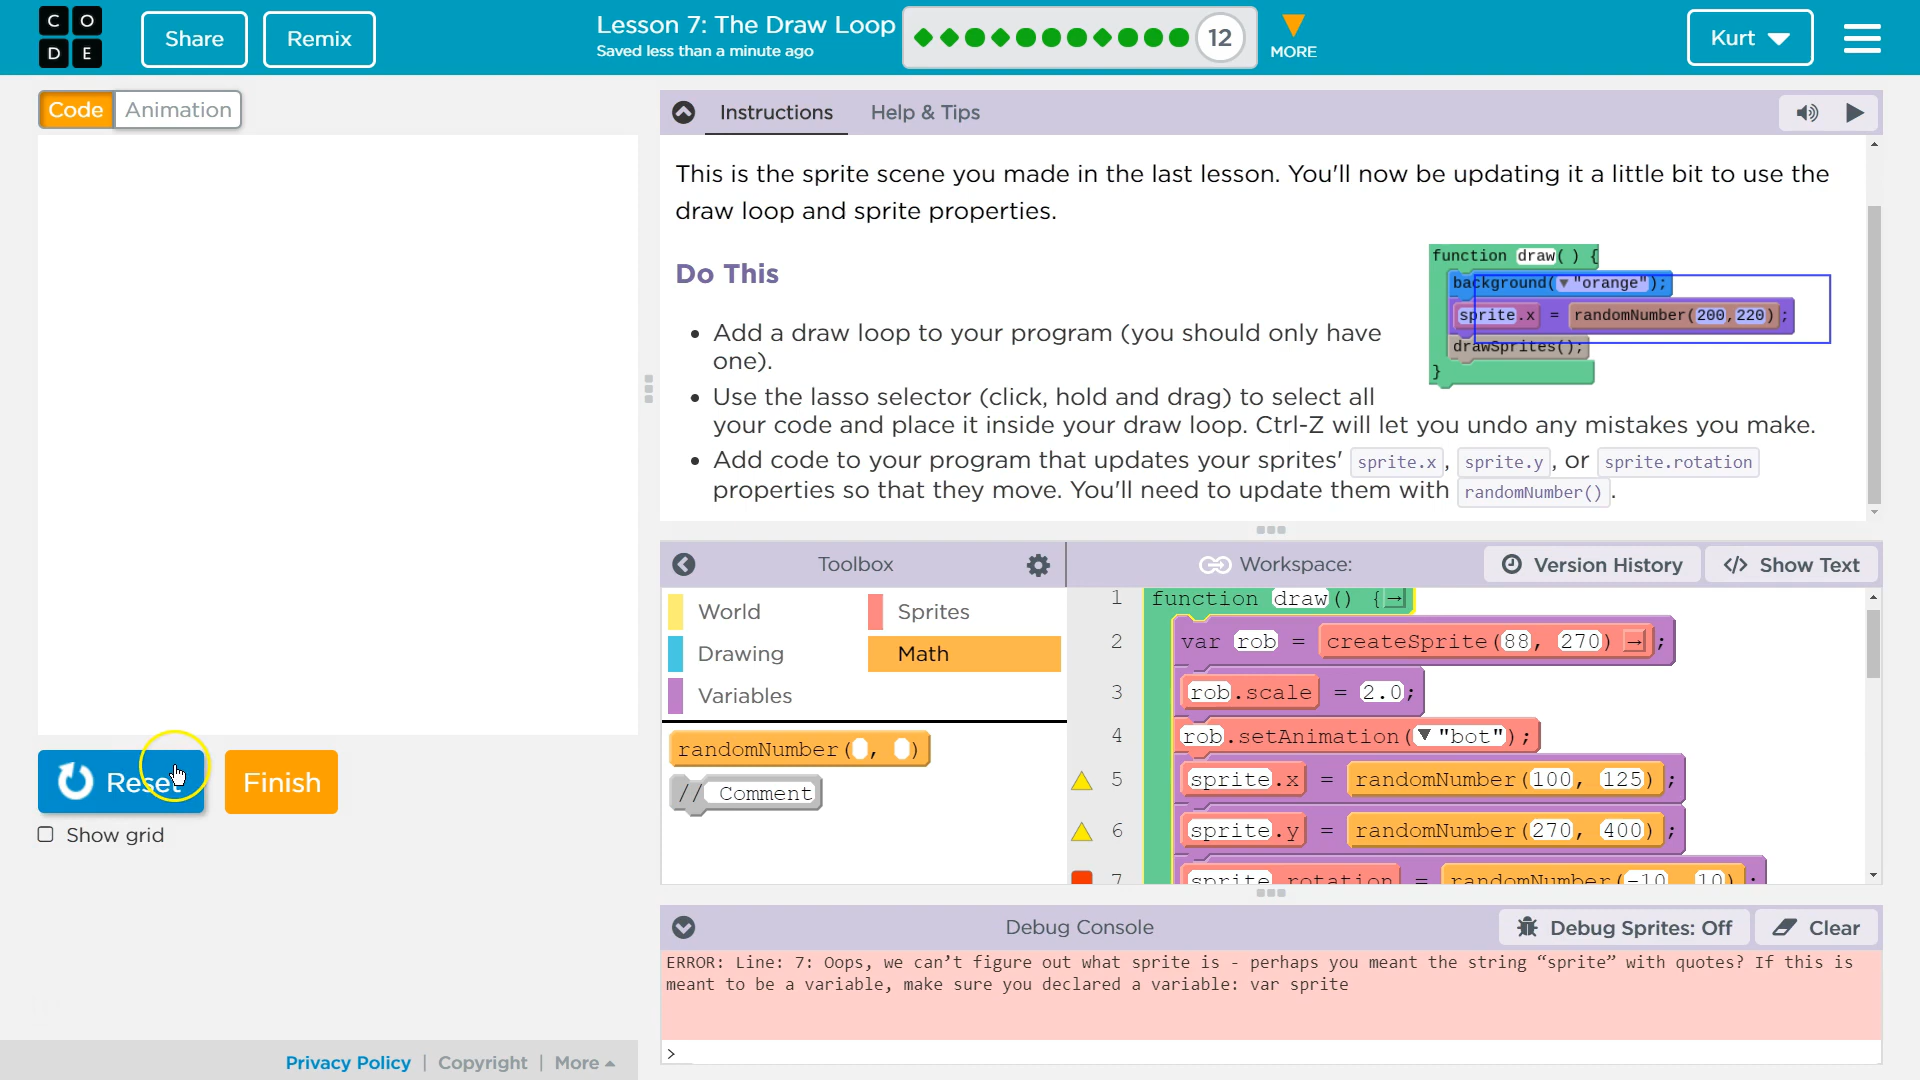 C O
D E
Share
Remix
Lesson 7: The Draw Loop
Saved less than a minute ago
12
MORE
Kurt
Code
Animation
Instructions
Help & Tips
This is the sprite scene you made in the last lesson. You'll now be updating it a little bit to use the
draw loop and sprite properties.
Do This
Add a draw loop to your program (you should only have
one).
Use the lasso selector (click, hold and drag) to select all
your code and place it inside your draw loop. Ctrl-Z will let you undo any mistakes you make.
Add code to your program that updates your sprites' sprite.x, sprite.y, or sprite.rotation
properties so that they move. You'll need to update them with randomNumber().
function draw( ) {
background(▼"orange");
sprite.x = randomNumber(200,220);
drawSprites();
}
Toolbox
World
Sprites
Drawing
Math
Variables
randomNumber( , )
// Comment
Workspace:
Version History
</> Show Text
1 function draw() {→
2 var rob = createSprite(88, 270) → ;
3 rob.scale = 2.0;
4 rob.setAnimation(▼"bot");
5 sprite.x = randomNumber(100, 125);
6 sprite.y = randomNumber(270, 400);
7 sprite.rotation = randomNumber(-10, 10);
Reset
Finish
Show grid
Debug Console
Debug Sprites: Off
Clear
ERROR: Line: 7: Oops, we can’t figure out what sprite is - perhaps you meant the string “sprite” with quotes? If this is
meant to be a variable, make sure you declared a variable: var sprite
>
Privacy Policy | Copyright | More